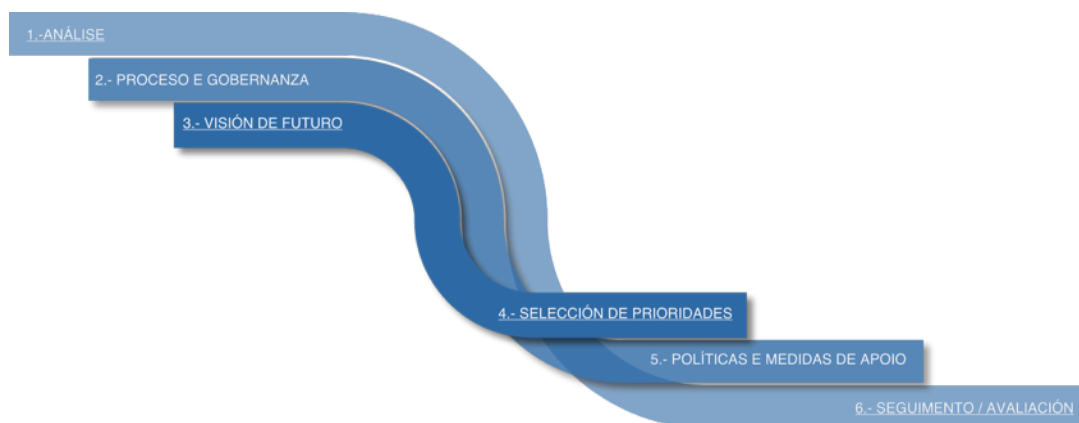 1.-ANÁLISE
2.- PROCESO E GOBERNANZA
3.- VISIÓN DE FUTURO
4.- SELECCIÓN DE PRIORIDADES
5.- POLÍTICAS E MEDIDAS DE APOIO
6.- SEGUIMENTO / AVALIACIÓN